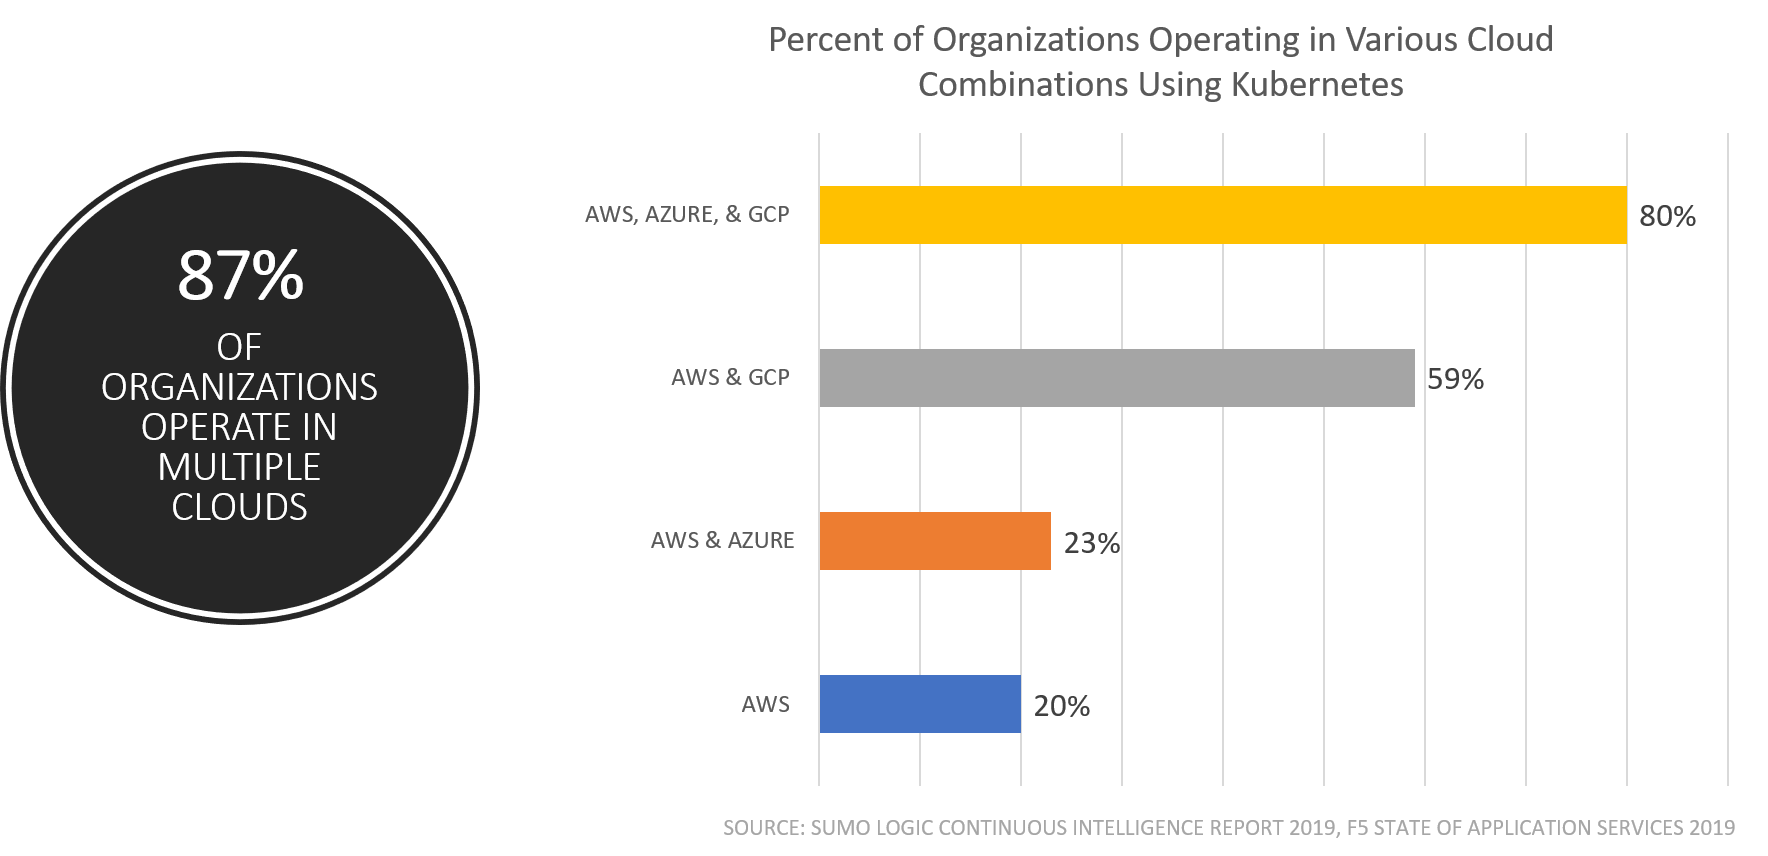 87%
OF
ORGANIZATIONS
OPERATE IN
MULTIPLE
CLOUDS
Percent of Organizations Operating in Various Cloud
Combinations Using Kubernetes
AWS, AZURE, & GCP
80%
AWS & GCP
59%
AWS & AZURE
23%
AWS
20%
SOURCE: SUMO LOGIC CONTINUOUS INTELLIGENCE REPORT 2019, F5 STATE OF APPLICATION SERVICES 2019